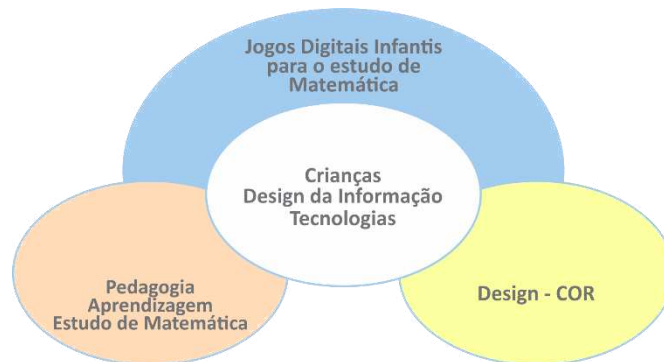 Jogos Digitais Infantis
para o estudo de
Matemática
Crianças
Design da Informação
Tecnologias
Pedagogia
Aprendizagem
Estudo de Matemática
Design - COR